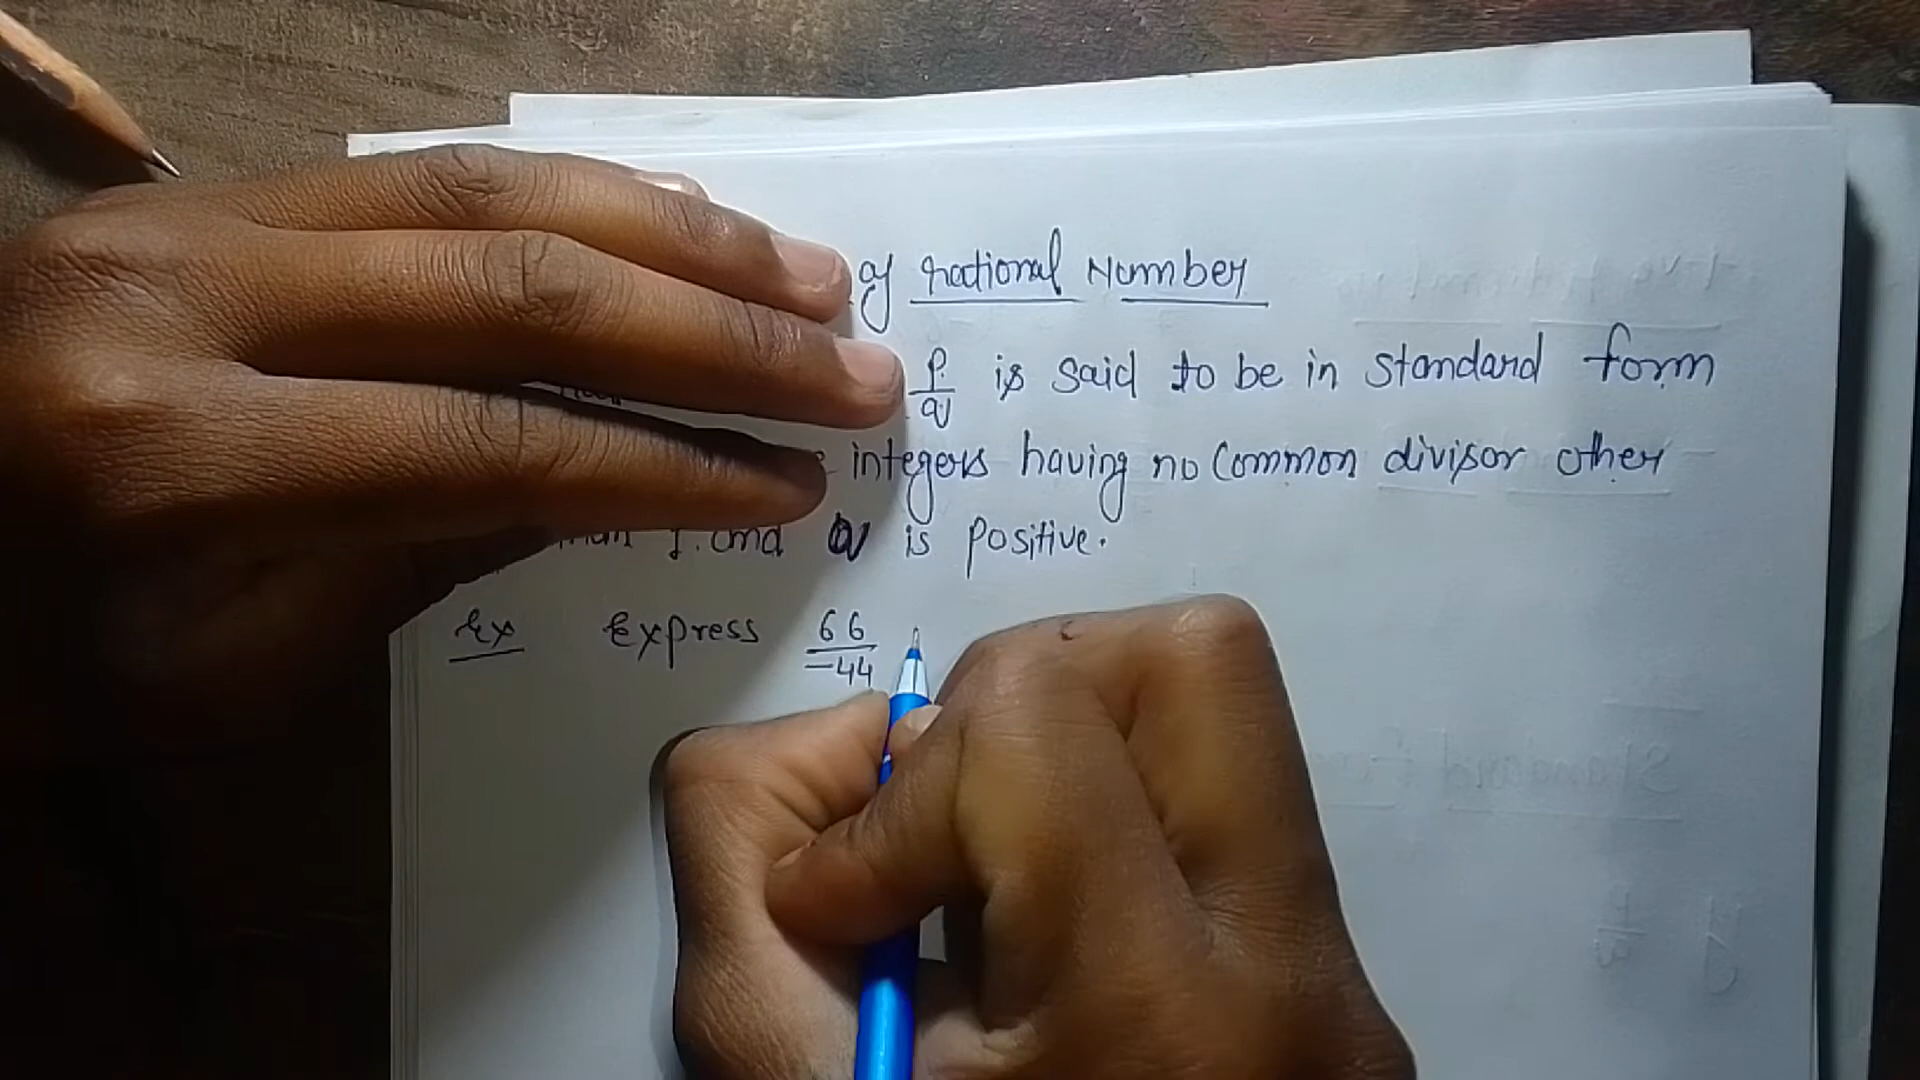 of rational Number
p/q is said to be in standard form
integers having no Common divisor other
than 1. and q is positive.
Ex Express 66/-44